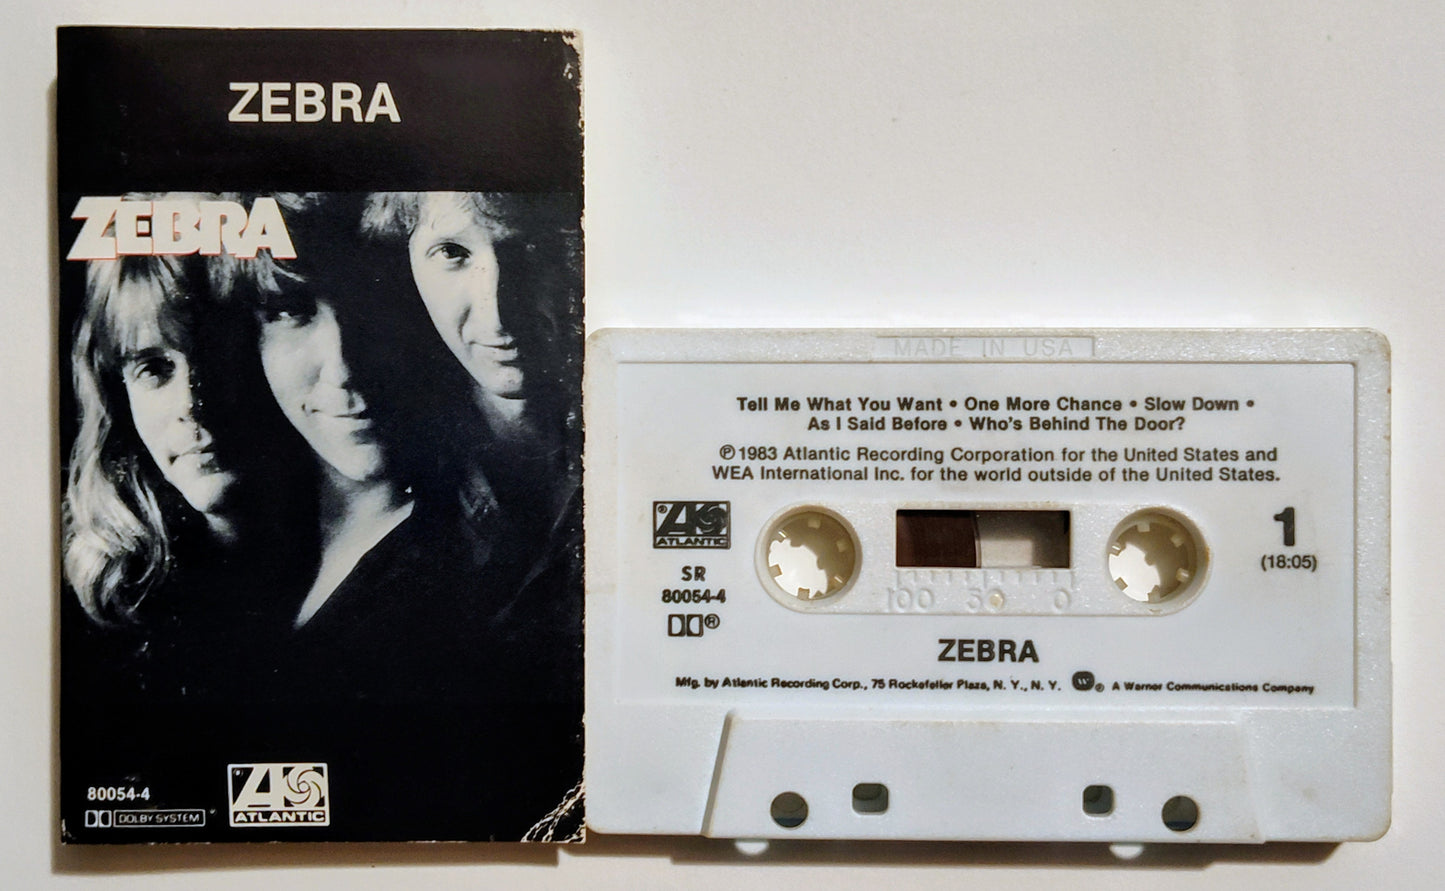 ZEBRA
ZEBRA
80054-4
DOLBY SYSTEM ®
ATLANTIC
MADE IN USA
Tell Me What You Want • One More Chance • Slow Down •
As I Said Before • Who's Behind The Door?
℗ 1983 Atlantic Recording Corporation for the United States and
WEA International Inc. for the world outside of the United States.
® ATLANTIC
SR
80054-4
®
1
(18:05)
100 50 0
ZEBRA
Mfg. by Atlantic Recording Corp., 75 Rockefeller Plaza, N. Y., N. Y. W ® A Warner Communications Company